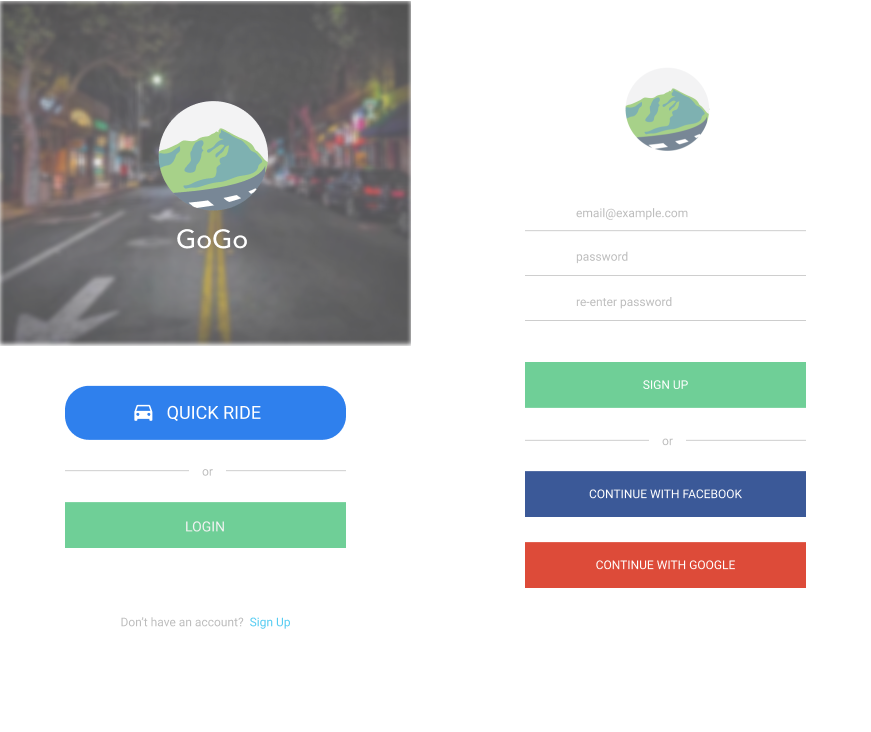 GoGo
QUICK RIDE
or
LOGIN
Don't have an account? Sign Up
email@example.com
password
re-enter password
SIGN UP
or
CONTINUE WITH FACEBOOK
CONTINUE WITH GOOGLE